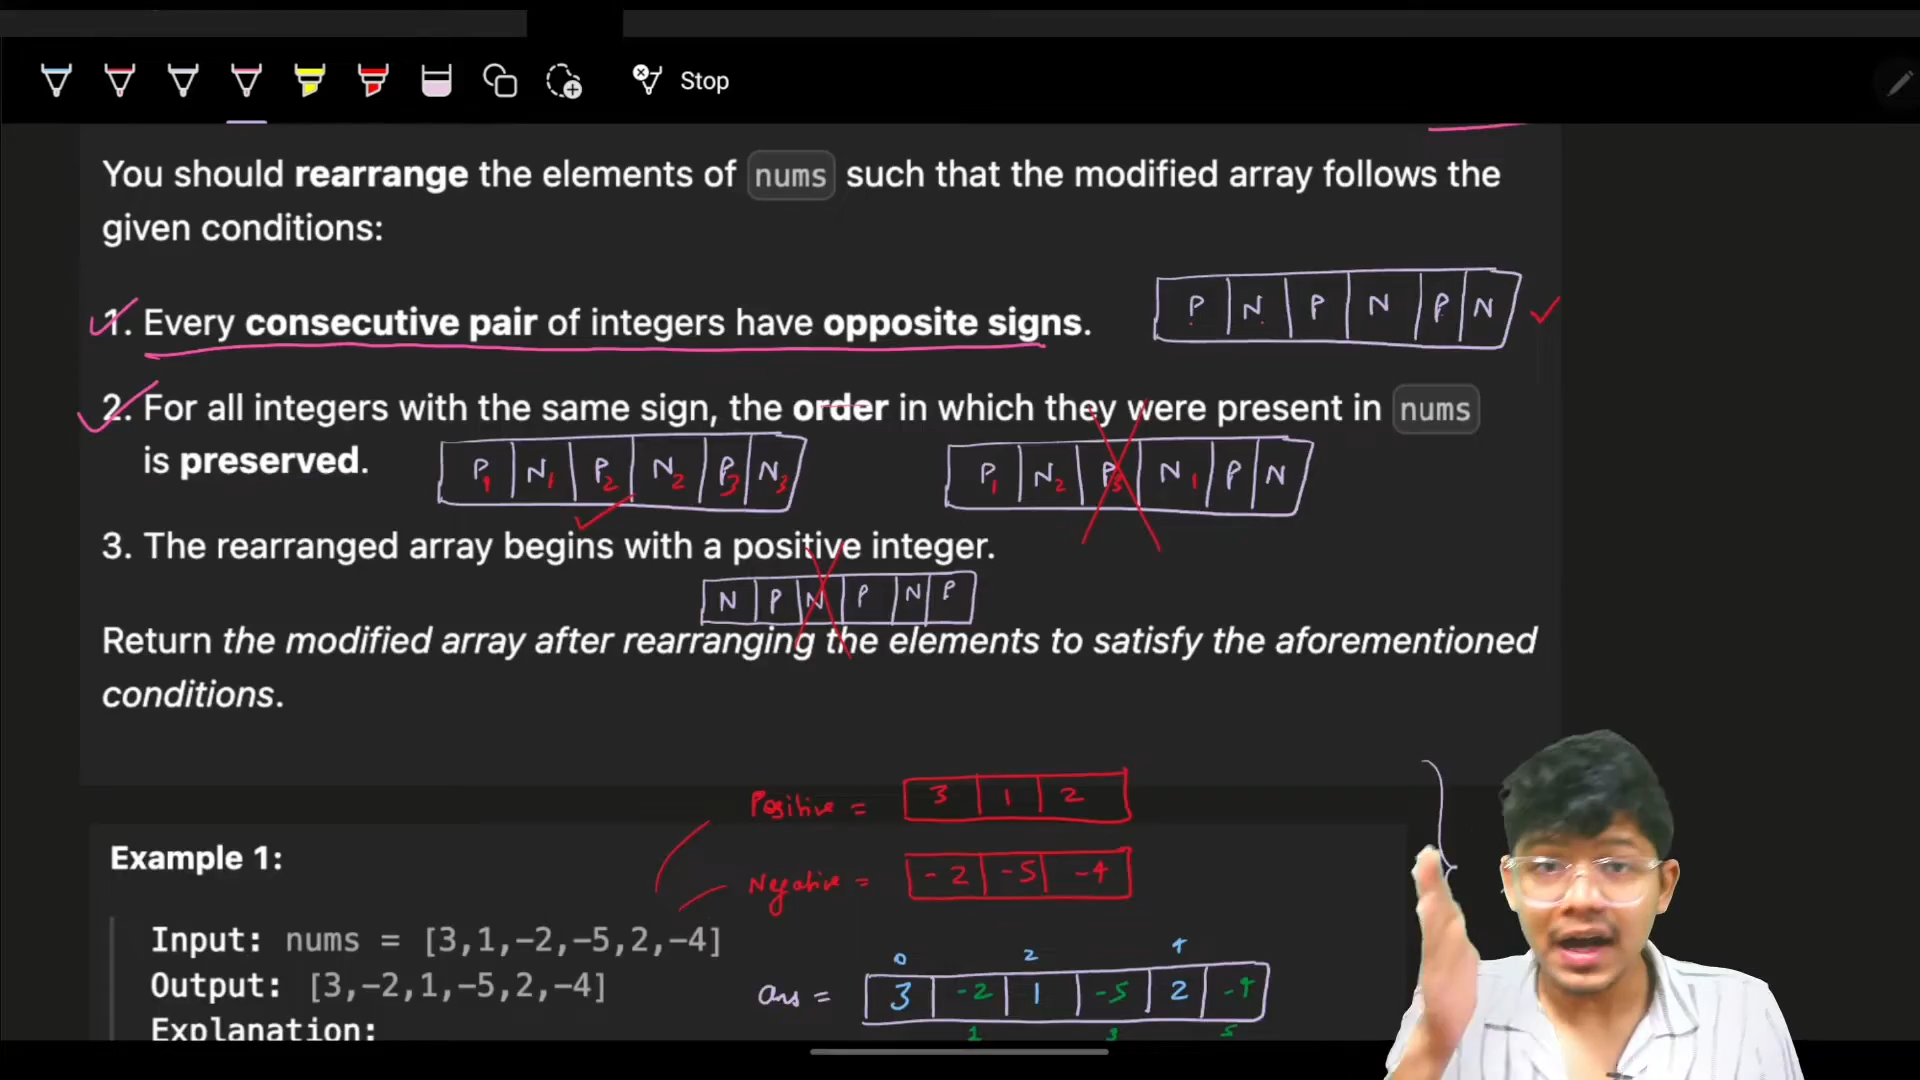 Stop
You should rearrange the elements of nums such that the modified array follows the
given conditions:
P N P N P N
1. Every consecutive pair of integers have opposite signs.
2. For all integers with the same sign, the order in which they were present in nums
is preserved.
P1 N1 P2 N2 P3 N3
P1 N2 P3 N1 P N
3. The rearranged array begins with a positive integer.
N P N P N P
Return the modified array after rearranging the elements to satisfy the aforementioned
conditions.
Positive = 3 1 2
Negative = -2 -5 -4
Example 1:
Input: nums = [3,1,-2,-5,2,-4]
Output: [3,-2,1,-5,2,-4]
Explanation:
0 2 4
Ans = 3 -2 1 -5 2 -4
1 3 5